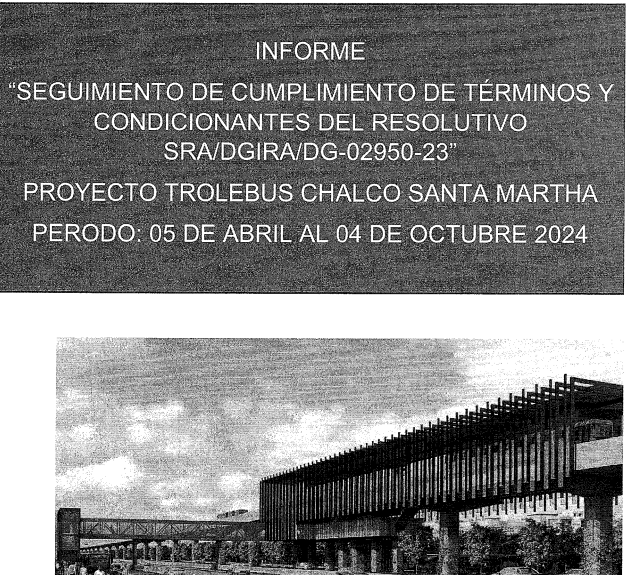 INFORME
“SEGUIMIENTO DE CUMPLIMIENTO DE TÉRMINOS Y
CONDICIONANTES DEL RESOLUTIVO
SRA/DGIRA/DG-02950-23”
PROYECTO TROLEBUS CHALCO SANTA MARTHA
PERODO: 05 DE ABRIL AL 04 DE OCTUBRE 2024